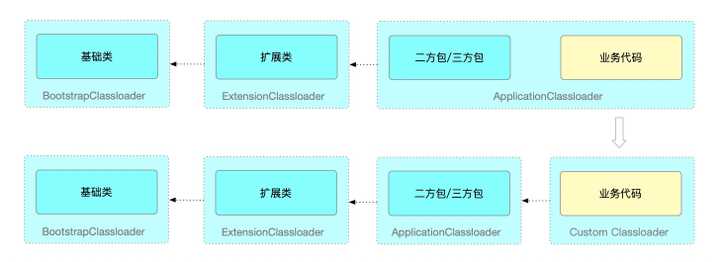 基础类
扩展类
二方包/三方包
业务代码
BootstrapClassloader
ExtensionClassloader
ApplicationClassloader
基础类
扩展类
二方包/三方包
业务代码
BootstrapClassloader
ExtensionClassloader
ApplicationClassloader
Custom Classloader